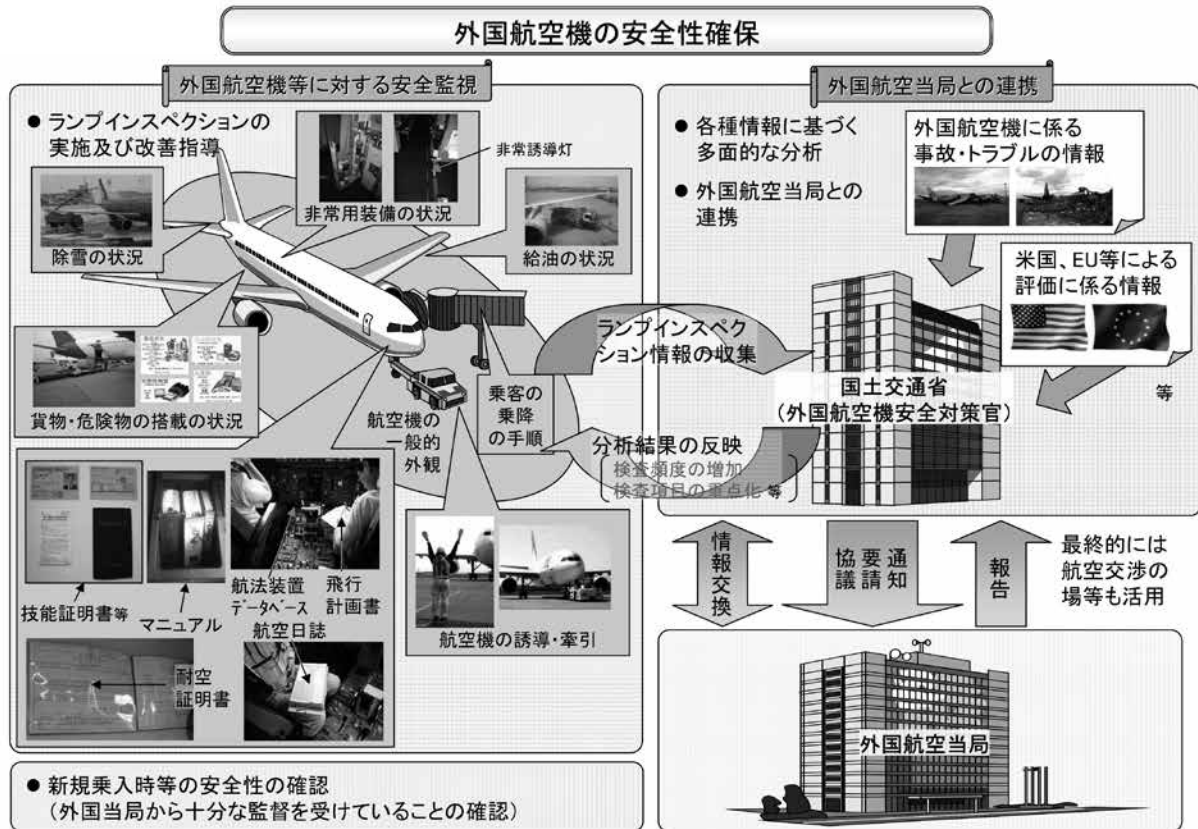 外国航空機の安全性確保
外国航空機等に対する安全監視
● ランプインスペクションの
実施及び改善指導
非常誘導灯
非常用装備の状況
除雪の状況
給油の状況
貨物・危険物の搭載の状況
航空機の
一般的
外観
乗客の
乗降
の手順
技能証明書等
マニュアル
航法装置
データベース
飛行
計画書
航空日誌
耐空
証明書
航空機の誘導・牽引
● 新規乗入時等の安全性の確認
(外国当局から十分な監督を受けていることの確認)
ランプインスペク
ション情報の収集
分析結果の反映
検査頻度の増加
検査項目の重点化 等
外国航空当局との連携
● 各種情報に基づく
多面的な分析
● 外国航空当局との
連携
外国航空機に係る
事故・トラブルの情報
米国、EU等による
評価に係る情報
等
国土交通省
(外国航空機安全対策官)
情報交換
通知
要請
協議
報告
最終的には
航空交渉の
場等も活用
外国航空当局